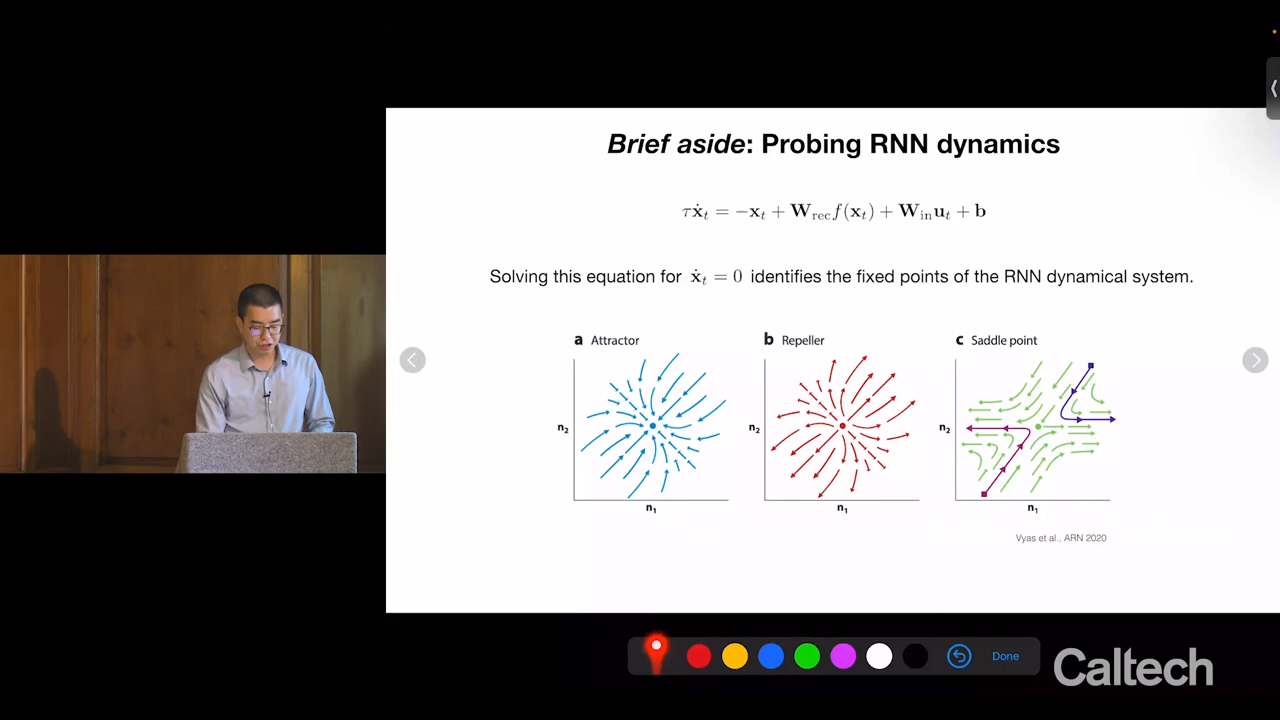 Brief aside: Probing RNN dynamics
τẋₜ = −xₜ + W_rec f(xₜ) + W_in uₜ + b
Solving this equation for ẋₜ = 0 identifies the fixed points of the RNN dynamical system.
a Attractor
b Repeller
c Saddle point
n₂
n₂
n₂
n₁
n₁
n₁
Vyas et al., ARN 2020
Done
Caltech